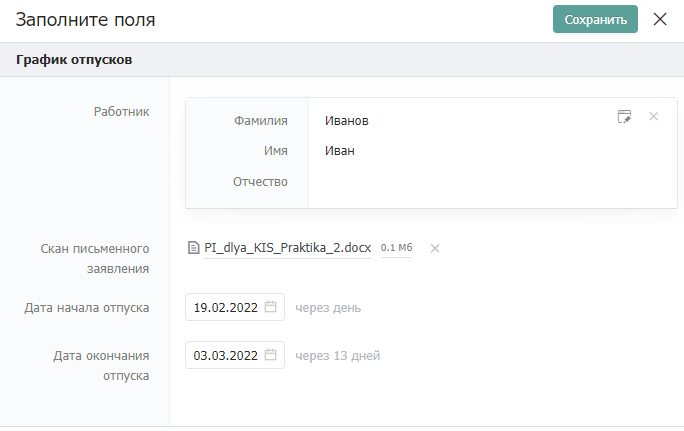 Заполните поля
Сохранить
График отпусков
Работник
Фамилия Иванов
Имя Иван
Отчество
Скан письменного
заявления
PI_dlya_KIS_Praktika_2.docx 0.1 Мб
Дата начала отпуска 19.02.2022 через день
Дата окончания
отпуска
03.03.2022 через 13 дней